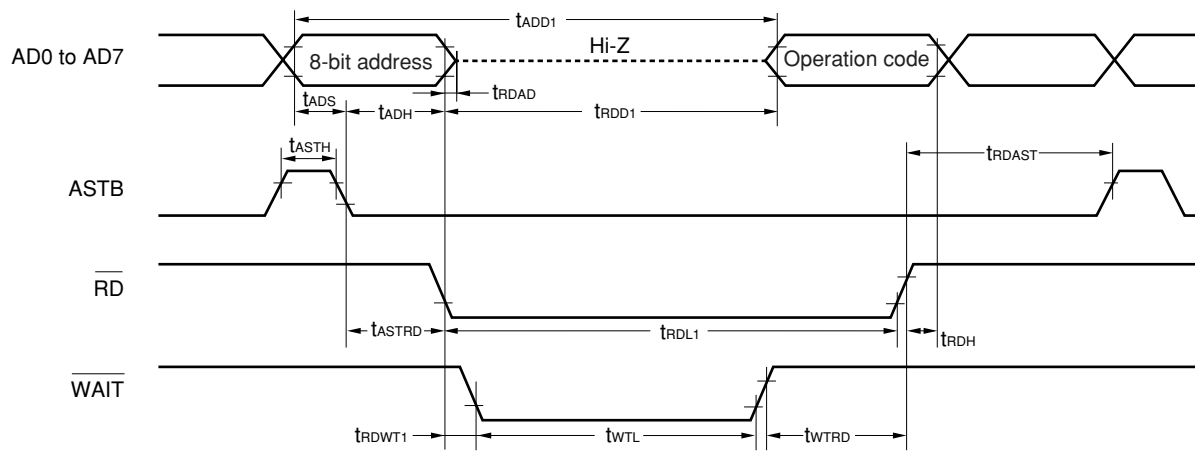 tADD1
AD0 to AD7
8-bit address
Hi-Z
Operation code
tADS
tADH
tRDAD
tRDD1
tASTH
tRDAST
ASTB
RD
tASTRD
tRDL1
tRDH
WAIT
tRDWT1
tWTL
tWTRD